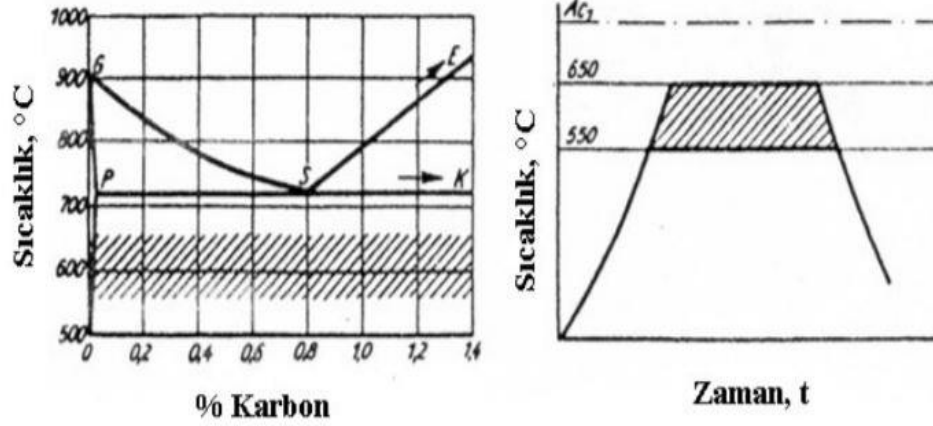 Sıcaklık, °C
1000
900
800
700
600
500
G
P
S
E
K
0
0,2
0,4
0,6
0,8
1,0
1,2
1,4
% Karbon
Sıcaklık, °C
Ac₁
650
550
Zaman, t